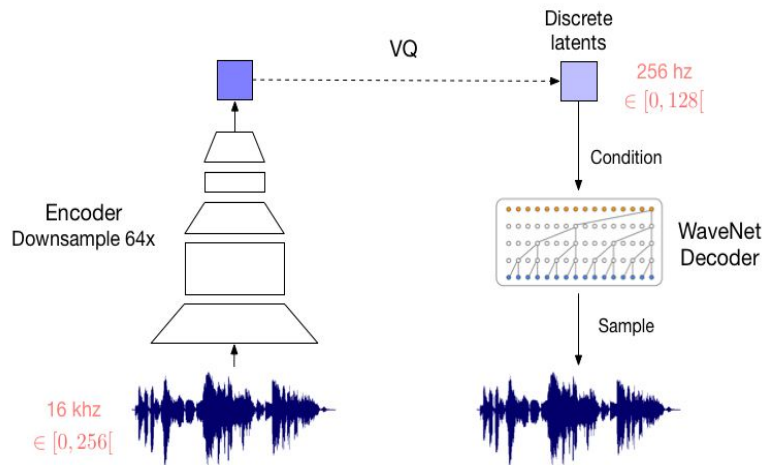 VQ
Discrete
latents
256 hz
∈ [0, 128[
Condition
Encoder
Downsample 64x
WaveNet
Decoder
Sample
16 khz
∈ [0, 256[